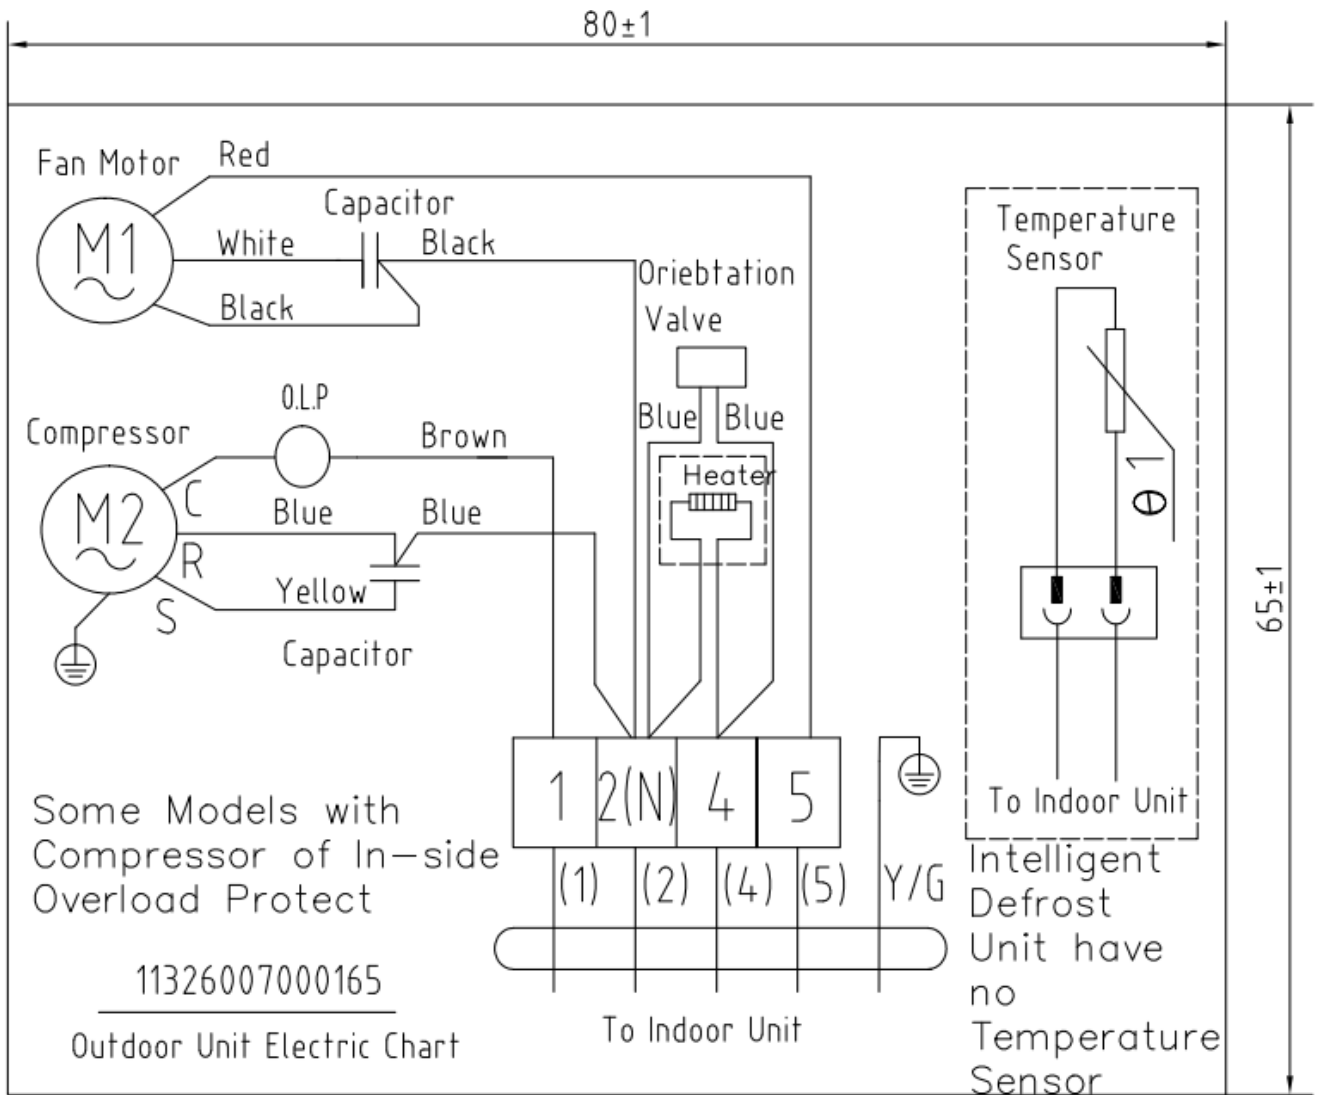 80±1
Fan Motor
Red
M1
White
Capacitor
Black
Black
Oriebtation
Valve
Blue
Blue
Heater
Compressor
O.L.P
Brown
M2
C
Blue
Blue
R
Yellow
S
Capacitor
Temperature
Sensor
θ 1
To Indoor Unit
65±1
1
2(N)
4
5
(1)
(2)
(4)
(5)
Y/G
To Indoor Unit
Some Models with
Compressor of In-side
Overload Protect
11326007000165
Outdoor Unit Electric Chart
Intelligent
Defrost
Unit have
no
Temperature
Sensor